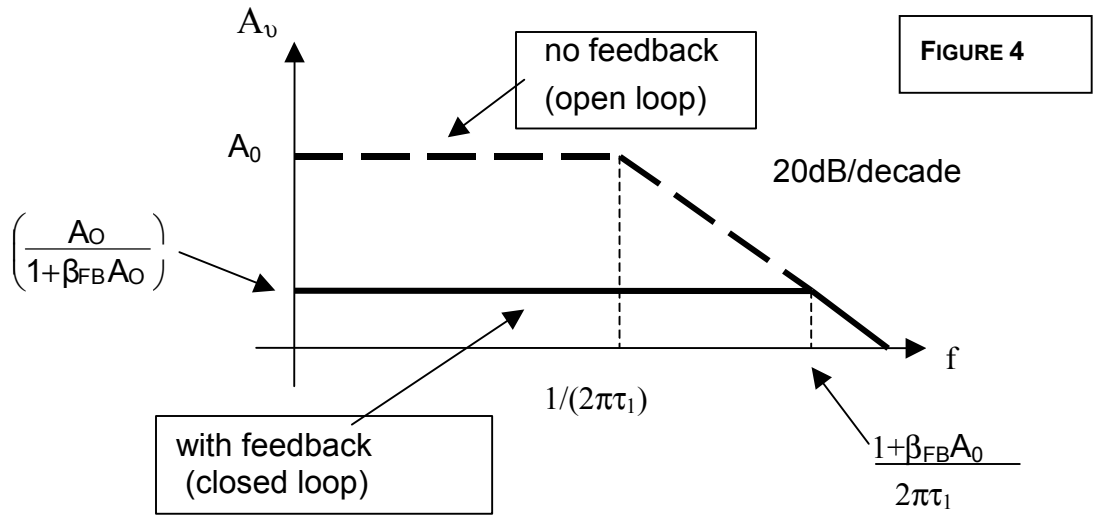 Aᵤ
no feedback
(open loop)
FIGURE 4
A₀
20dB/decade
(AO
1+βFBAO)
f
1/(2πτ₁)
with feedback
(closed loop)
1+βFBA₀
2πτ₁